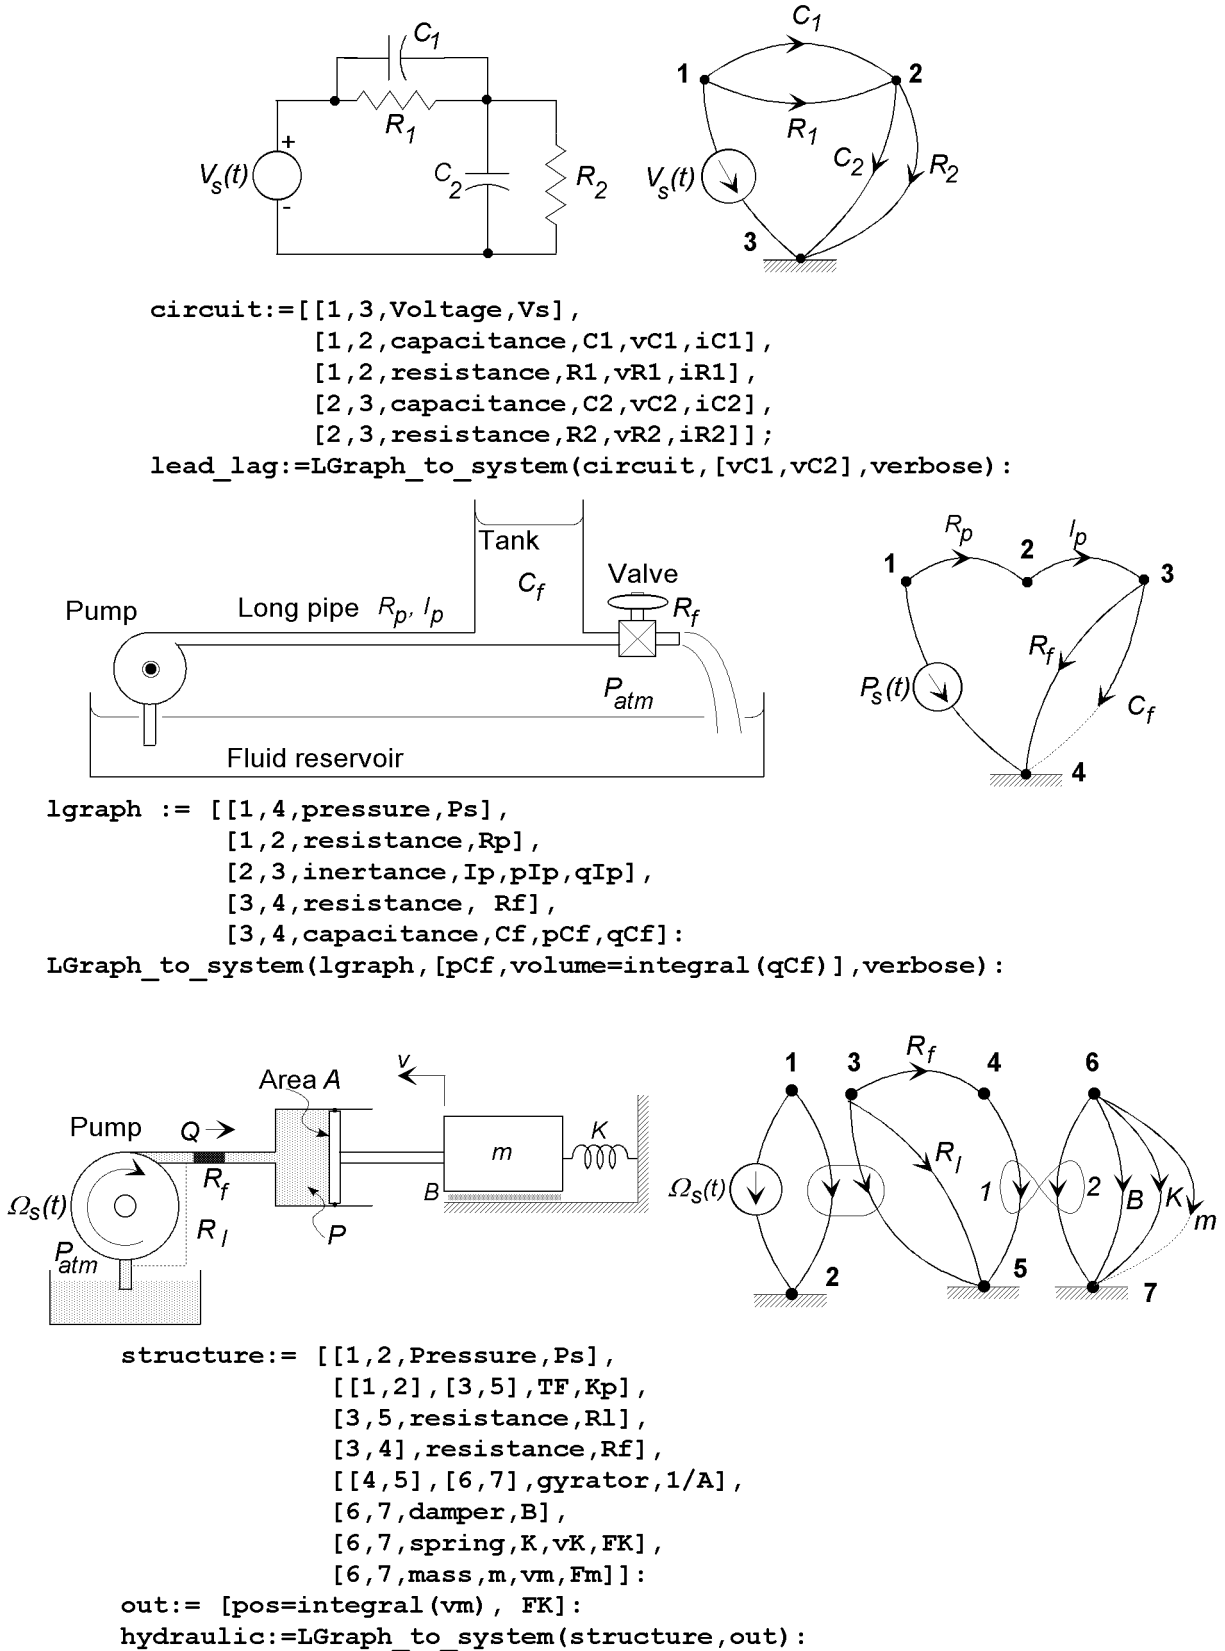 C1
R1
Vs(t)
+
-
C2
R2
C1
1
2
R1
Vs(t)
C2
R2
3
circuit:=[[1,3,Voltage,Vs],
[1,2,capacitance,C1,vC1,iC1],
[1,2,resistance,R1,vR1,iR1],
[2,3,capacitance,C2,vC2,iC2],
[2,3,resistance,R2,vR2,iR2]];
lead_lag:=LGraph_to_system(circuit,[vC1,vC2],verbose):
Tank
Cf
Valve
Pump
Long pipe Rp, Ip
Rf
Patm
Fluid reservoir
Rp
Ip
1
2
3
Rf
Ps(t)
Cf
4
lgraph := [[1,4,pressure,Ps],
[1,2,resistance,Rp],
[2,3,inertance,Ip,pIp,qIp],
[3,4,resistance, Rf],
[3,4,capacitance,Cf,pCf,qCf]:
LGraph_to_system(lgraph,[pCf,volume=integral(qCf)],verbose):
v
Area A
Pump
Q
K
m
Rf
B
Ωs(t)
Rl
P
Patm
1
3
Rf
4
6
Rl
Ωs(t)
1
2
B
K
m
2
5
7
structure:= [[1,2,Pressure,Ps],
[[1,2],[3,5],TF,Kp],
[3,5,resistance,Rl],
[3,4],resistance,Rf],
[[4,5],[6,7],gyrator,1/A],
[6,7,damper,B],
[6,7,spring,K,vK,FK],
[6,7,mass,m,vm,Fm]]:
out:= [pos=integral(vm), FK]:
hydraulic:=LGraph_to_system(structure,out):